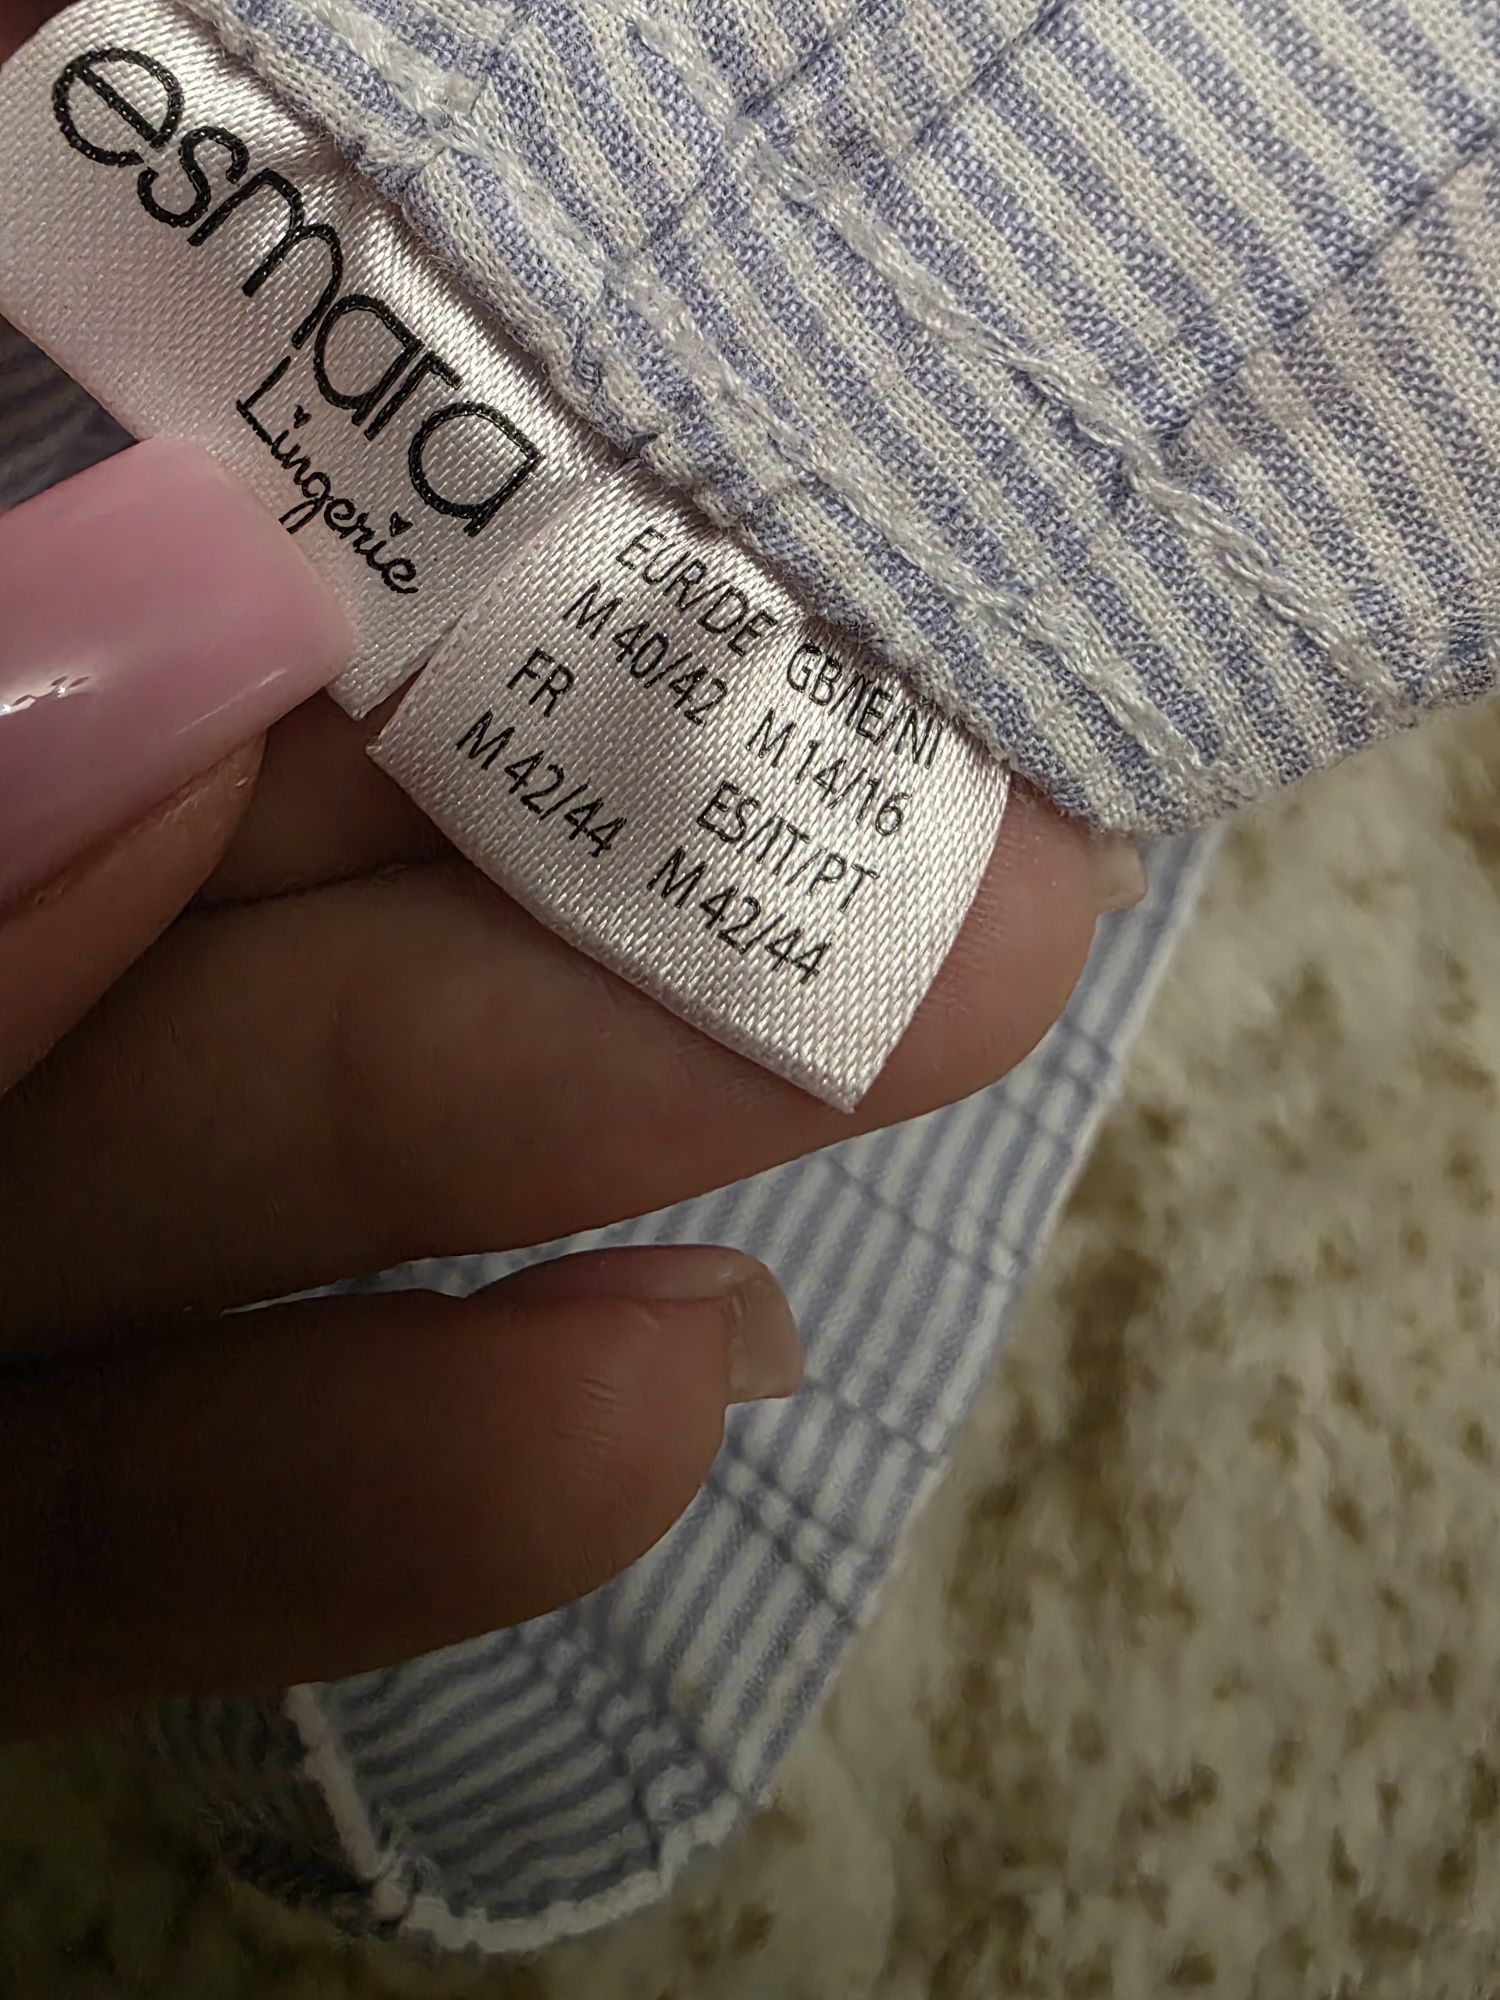 esmara
Lingerie
EUR/DE GB/IE/NI
M 40/42 M 14/16
FR ES/IT/PT
M 42/44 M 42/44